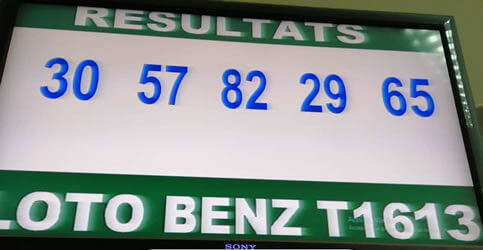 RESULTATS
30 57 82 29 65
LOTO BENZ T1613
SONY